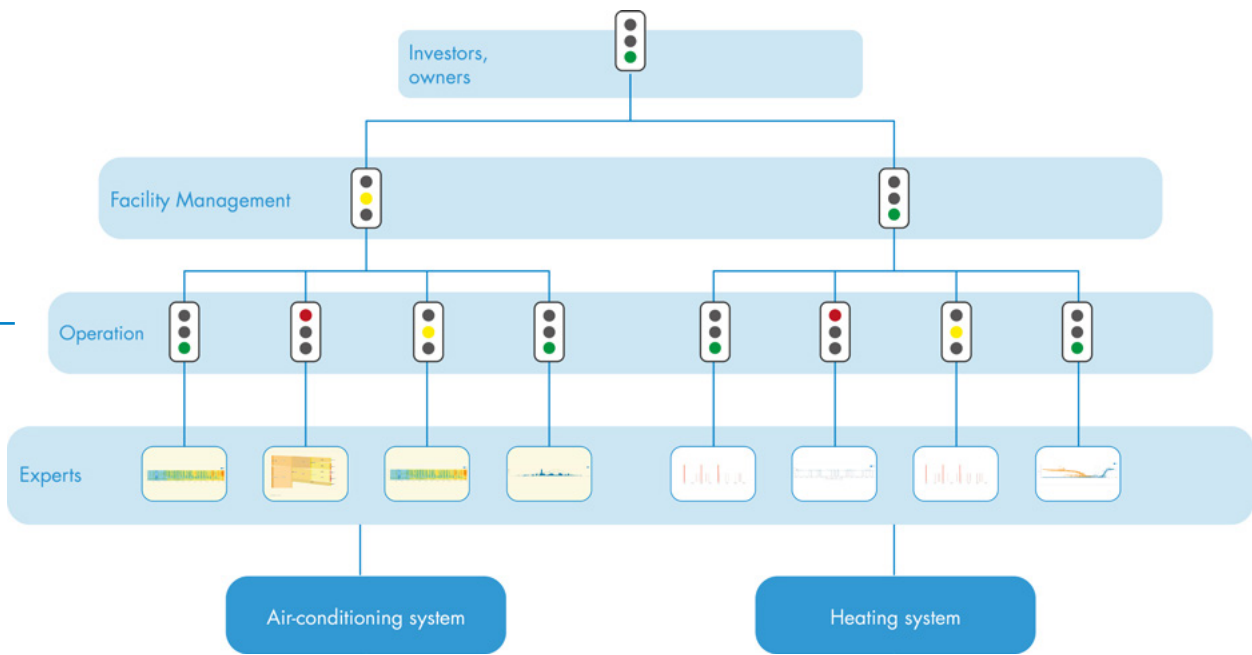 Investors,
owners
Facility Management
Operation
Experts
Air-conditioning system
Heating system